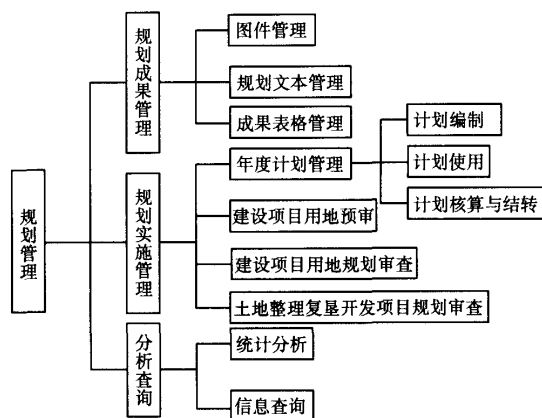 规划管理
规划成果管理
图件管理
规划文本管理
成果表格管理
规划实施管理
年度计划管理
计划编制
计划使用
计划核算与结转
建设项目用地预审
建设项目用地规划审查
土地整理复垦开发项目规划审查
分析查询
统计分析
信息查询